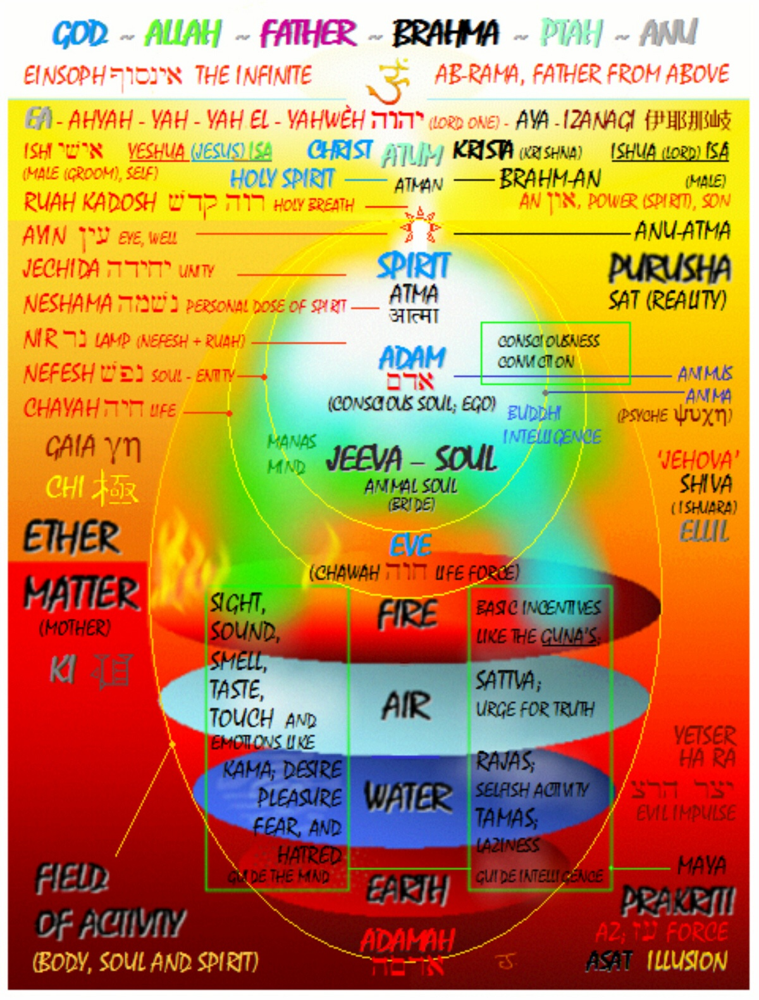 GOD ~ ALLAH ~ FATHER ~ BRAHMA ~ PTAH ~ ANU
EINSOPH אינסוף THE INFINITE ॐ AB-RAMA, FATHER FROM ABOVE
EA - AHYAH - YAH - YAH EL - YAHWÈH יהוה (LORD ONE) - AYA - IZANAGI 伊耶那岐
ISHI אישי YESHUA (JESUS) ISA CHRIST ATUM KRISTA (KRISHNA) ISHUA (LORD) ISA
(MALE (GROOM), SELF) HOLY SPIRIT ATMAN BRAHM-AN (MALE)
RUAH KADOSH רוה קדש HOLY BREATH AN און, POWER (SPIRIT), SON
AYIN עין EYE, WELL ANU-ATMA
JECHIDA יחידה UNITY SPIRIT PURUSHA
ATMA SAT (REALITY)
NESHAMA נשמה PERSONAL DOSE OF SPIRIT आत्मा
NIR נר LAMP (NEFESH + RUAH) CONSCIOUSNESS
ADAM CONVICTION
NEFESH נפש SOUL - ENTITY אדם ANIMUS
ANIMA
CHAYAH חיה LIFE (CONSCIOUS SOUL; EGO) BUDDHI (PSYCHE ψυχη)
INTELLIGENCE
GAIA γη MANAS
MIND JEEVA – SOUL 'JEHOVA'
CHI 極 ANIMAL SOUL SHIVA
(BRIDE) (ISHUARA)
ETHER EVE ELLIL
(CHAWAH חוה LIFE FORCE)
MATTER
(MOTHER)
KI
SIGHT,
SOUND,
SMELL,
TASTE,
TOUCH AND
EMOTIONS LIKE
KAMA; DESIRE
PLEASURE
FEAR, AND
HATRED
GUIDE THE MIND
FIRE
AIR
WATER
EARTH
ADAMAH
אדמה
BASIC INCENTIVES
LIKE THE GUNA'S;
SATTVA;
URGE FOR TRUTH
RAJAS;
SELFISH ACTIVITY
TAMAS;
LAZINESS
GUIDE INTELLIGENCE
YETSER
HA RA
יצר הרצ
EVIL IMPULSE
MAYA
PRAKRITI
AZ; עז FORCE
ASAT ILLUSION
FIELD
OF ACTIVITY
(BODY, SOUL AND SPIRIT)